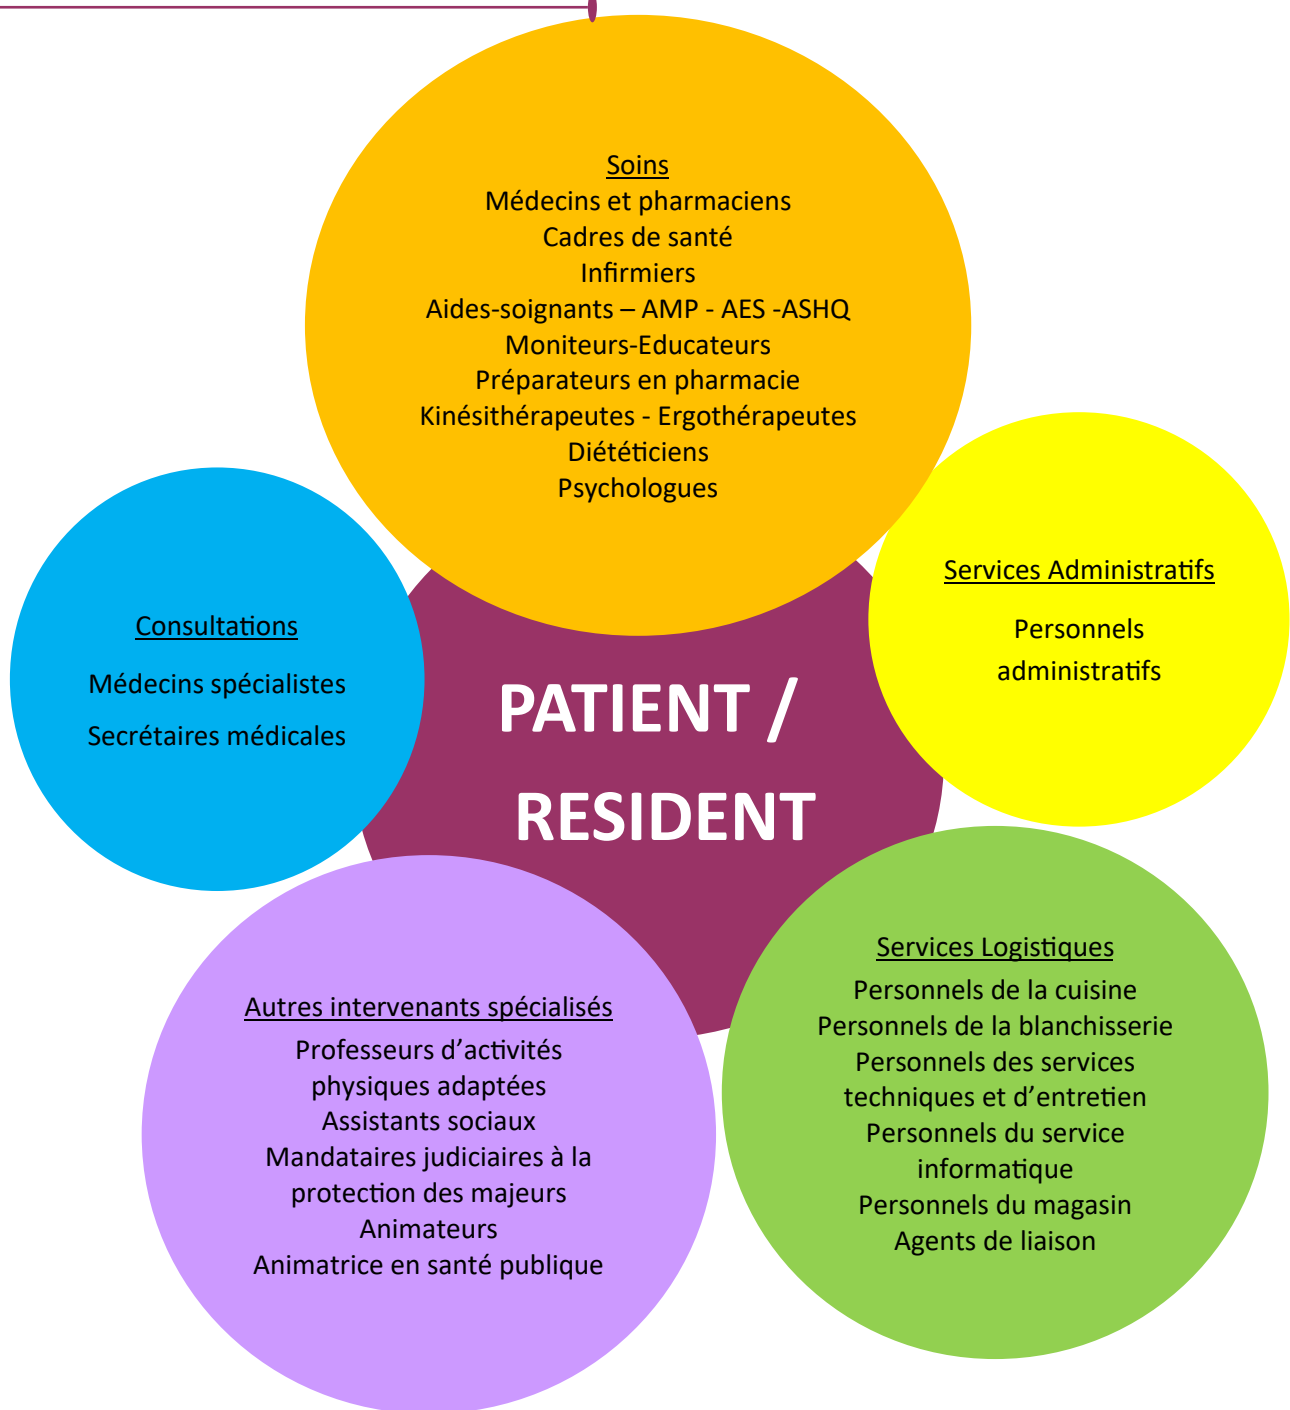 Soins
Médecins et pharmaciens
Cadres de santé
Infirmiers
Aides-soignants – AMP - AES -ASHQ
Moniteurs-Educateurs
Préparateurs en pharmacie
Kinésithérapeutes - Ergothérapeutes
Diététiciens
Psychologues
Services Administratifs
Personnels
administratifs
Consultations
Médecins spécialistes
Secrétaires médicales
PATIENT /
RESIDENT
Services Logistiques
Personnels de la cuisine
Personnels de la blanchisserie
Personnels des services
techniques et d’entretien
Personnels du service
informatique
Personnels du magasin
Agents de liaison
Autres intervenants spécialisés
Professeurs d’activités
physiques adaptées
Assistants sociaux
Mandataires judiciaires à la
protection des majeurs
Animateurs
Animatrice en santé publique